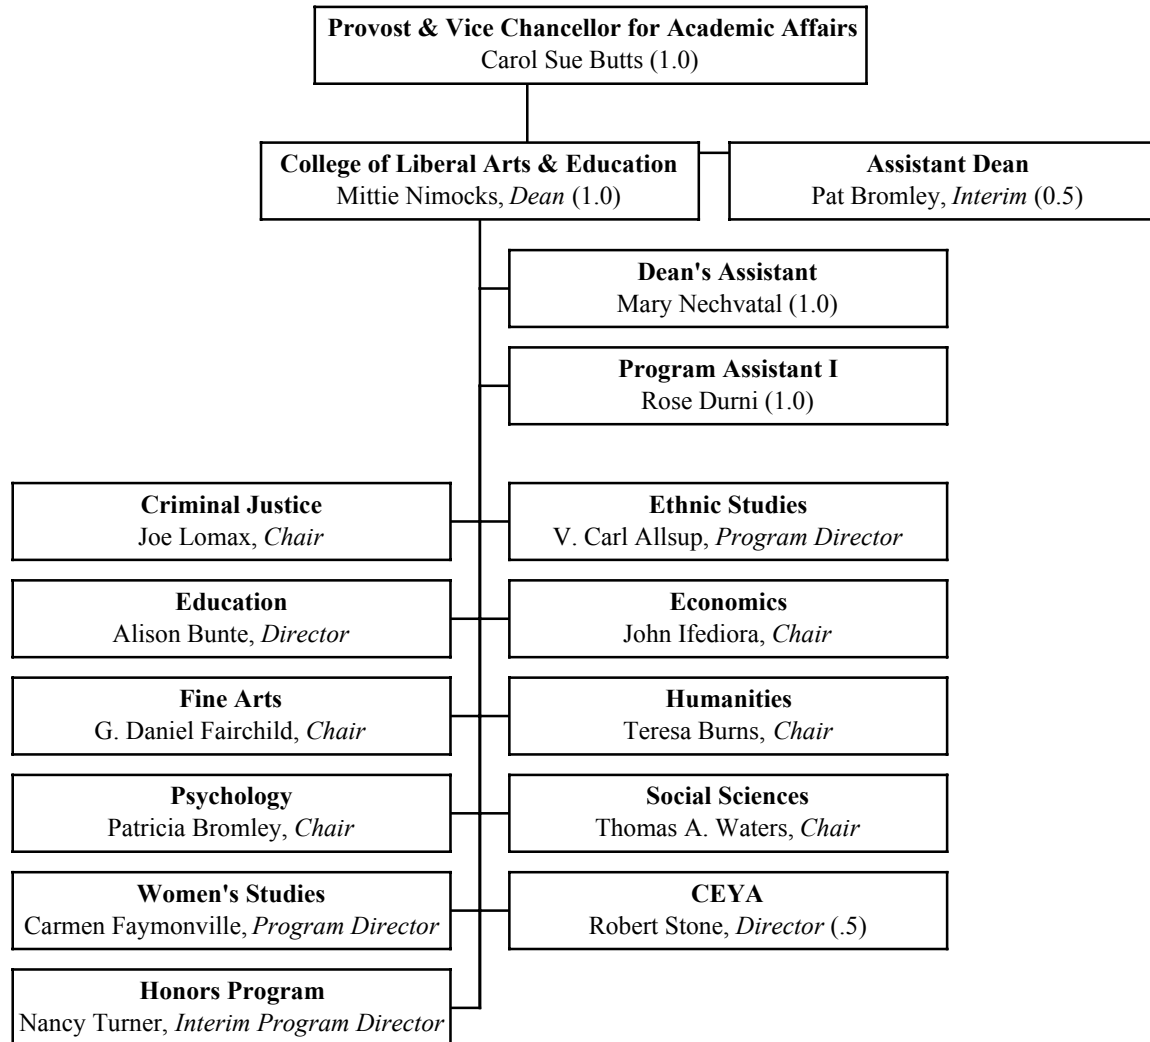 Provost & Vice Chancellor for Academic Affairs
Carol Sue Butts (1.0)
College of Liberal Arts & Education
Mittie Nimocks, Dean (1.0)
Assistant Dean
Pat Bromley, Interim (0.5)
Dean's Assistant
Mary Nechvatal (1.0)
Program Assistant I
Rose Durni (1.0)
Criminal Justice
Joe Lomax, Chair
Ethnic Studies
V. Carl Allsup, Program Director
Education
Alison Bunte, Director
Economics
John Ifediora, Chair
Fine Arts
G. Daniel Fairchild, Chair
Humanities
Teresa Burns, Chair
Psychology
Patricia Bromley, Chair
Social Sciences
Thomas A. Waters, Chair
Women's Studies
Carmen Faymonville, Program Director
CEYA
Robert Stone, Director (.5)
Honors Program
Nancy Turner, Interim Program Director